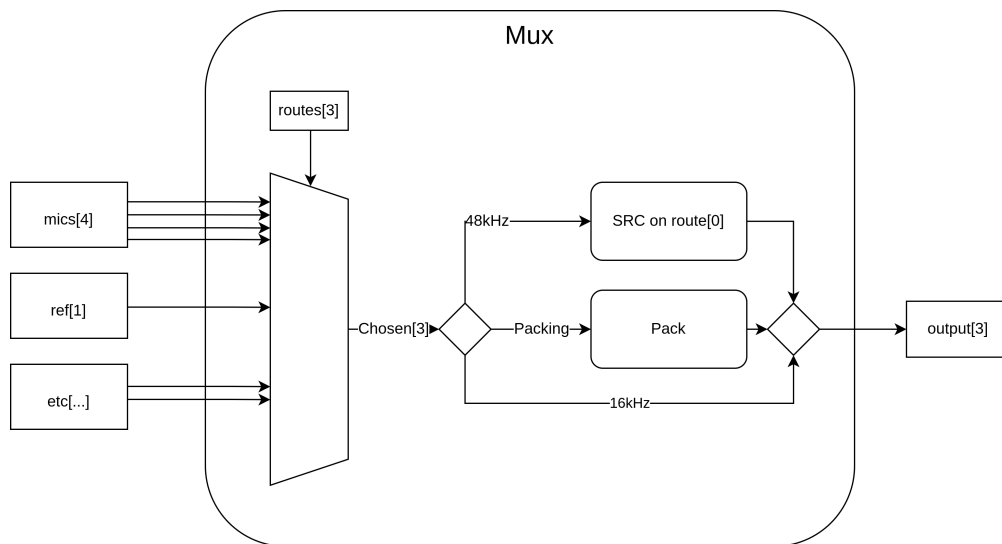 Mux
routes[3]
mics[4]
ref[1]
etc[...]
Chosen[3]
48kHz
SRC on route[0]
Packing
Pack
16kHz
output[3]